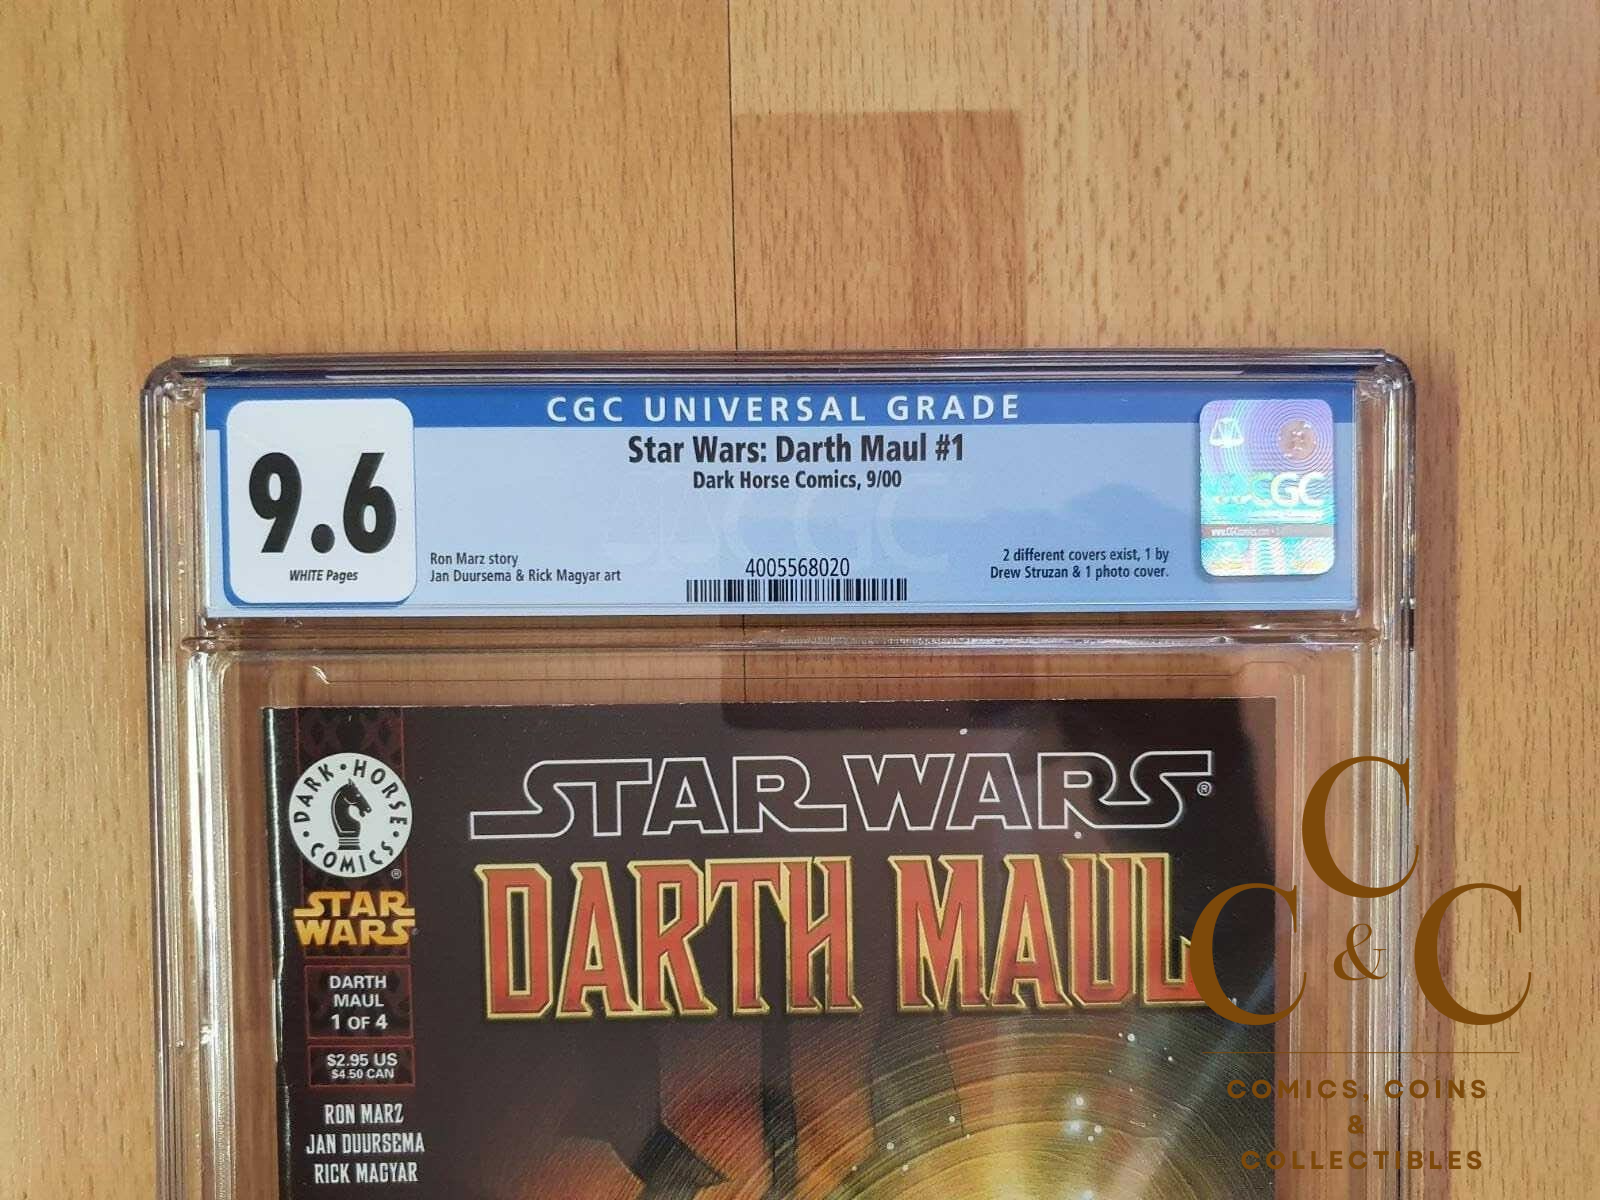 CGC UNIVERSAL GRADE
9.6
WHITE Pages
Star Wars: Darth Maul #1
Dark Horse Comics, 9/00
Ron Marz story
Jan Duursema & Rick Magyar art
4005568020
2 different covers exist, 1 by
Drew Struzan & 1 photo cover.
CGC
www.CGCcomics.com
DARK • HORSE
• COMICS •
®
STAR WARS®
DARTH MAUL
STAR
WARS
DARTH
MAUL
1 OF 4
$2.95 US
$4.50 CAN
RON MARZ
JAN DUURSEMA
RICK MAGYAR
C
C & C
COMICS, COINS
&
COLLECTIBLES